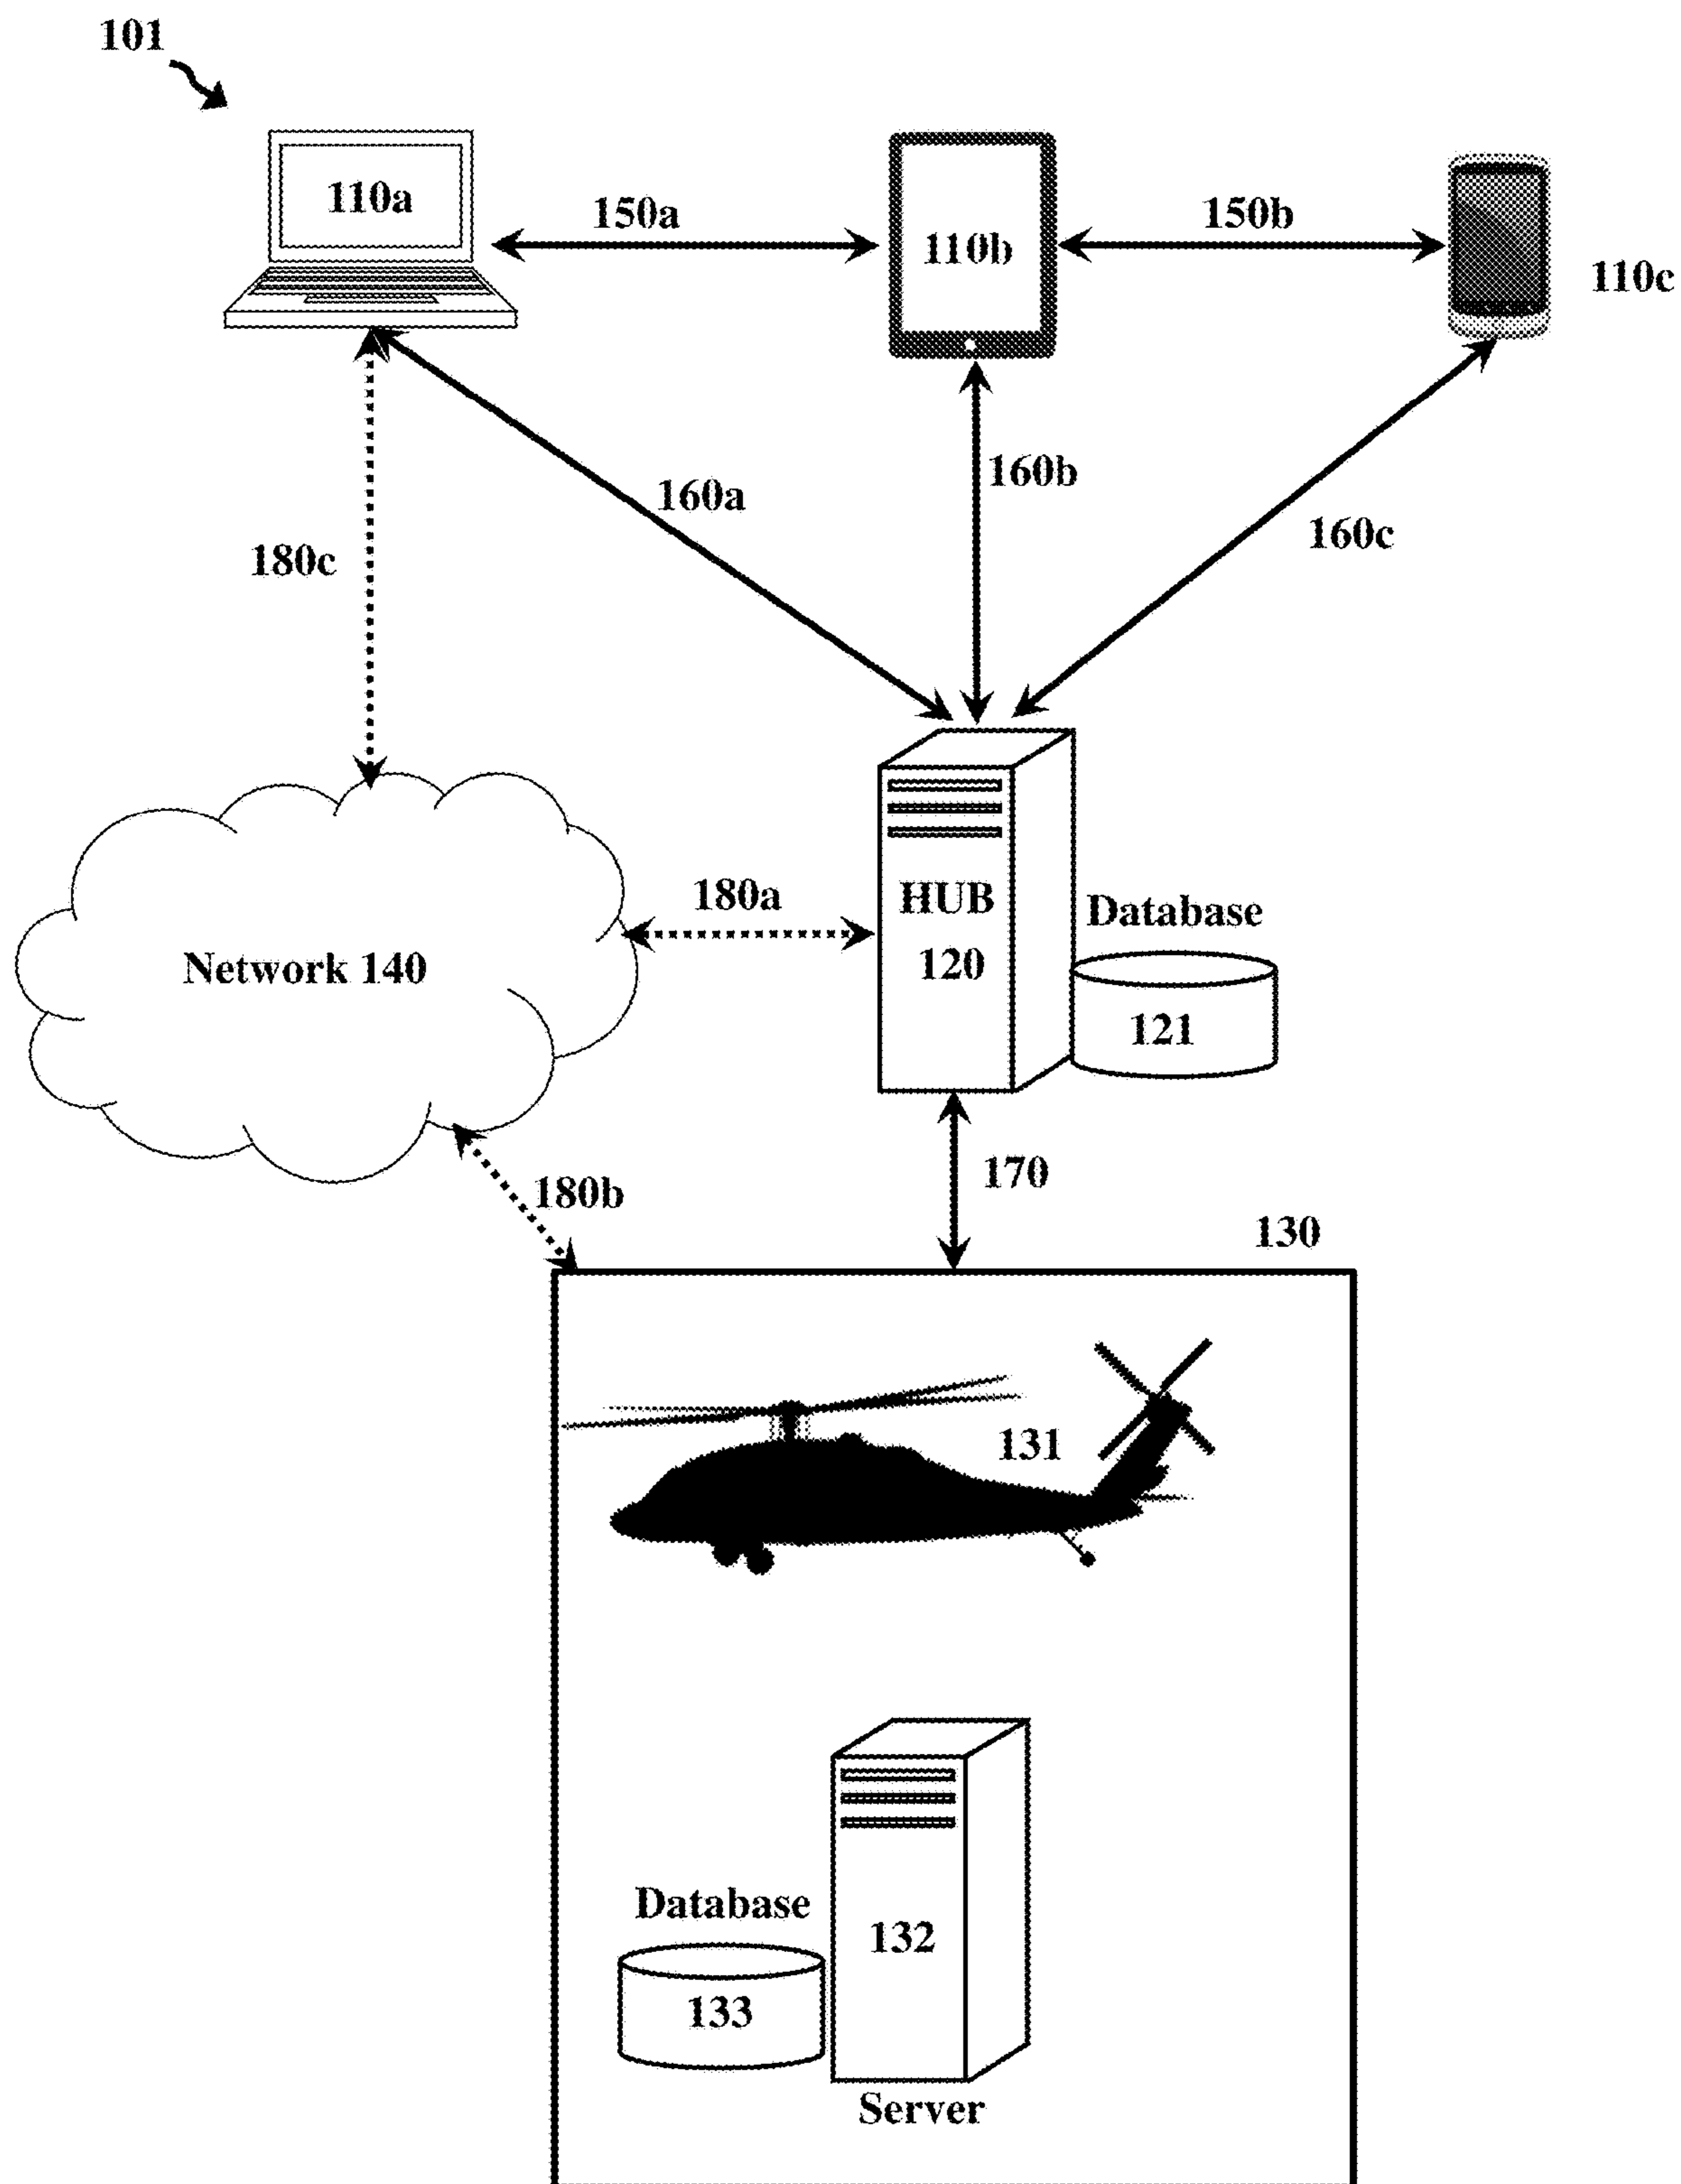 101
110a
150a
110b
150b
110c
160a
160b
160c
180c
180a
HUB
120
Database
121
Network 140
180b
170
130
131
Database
133
132
Server